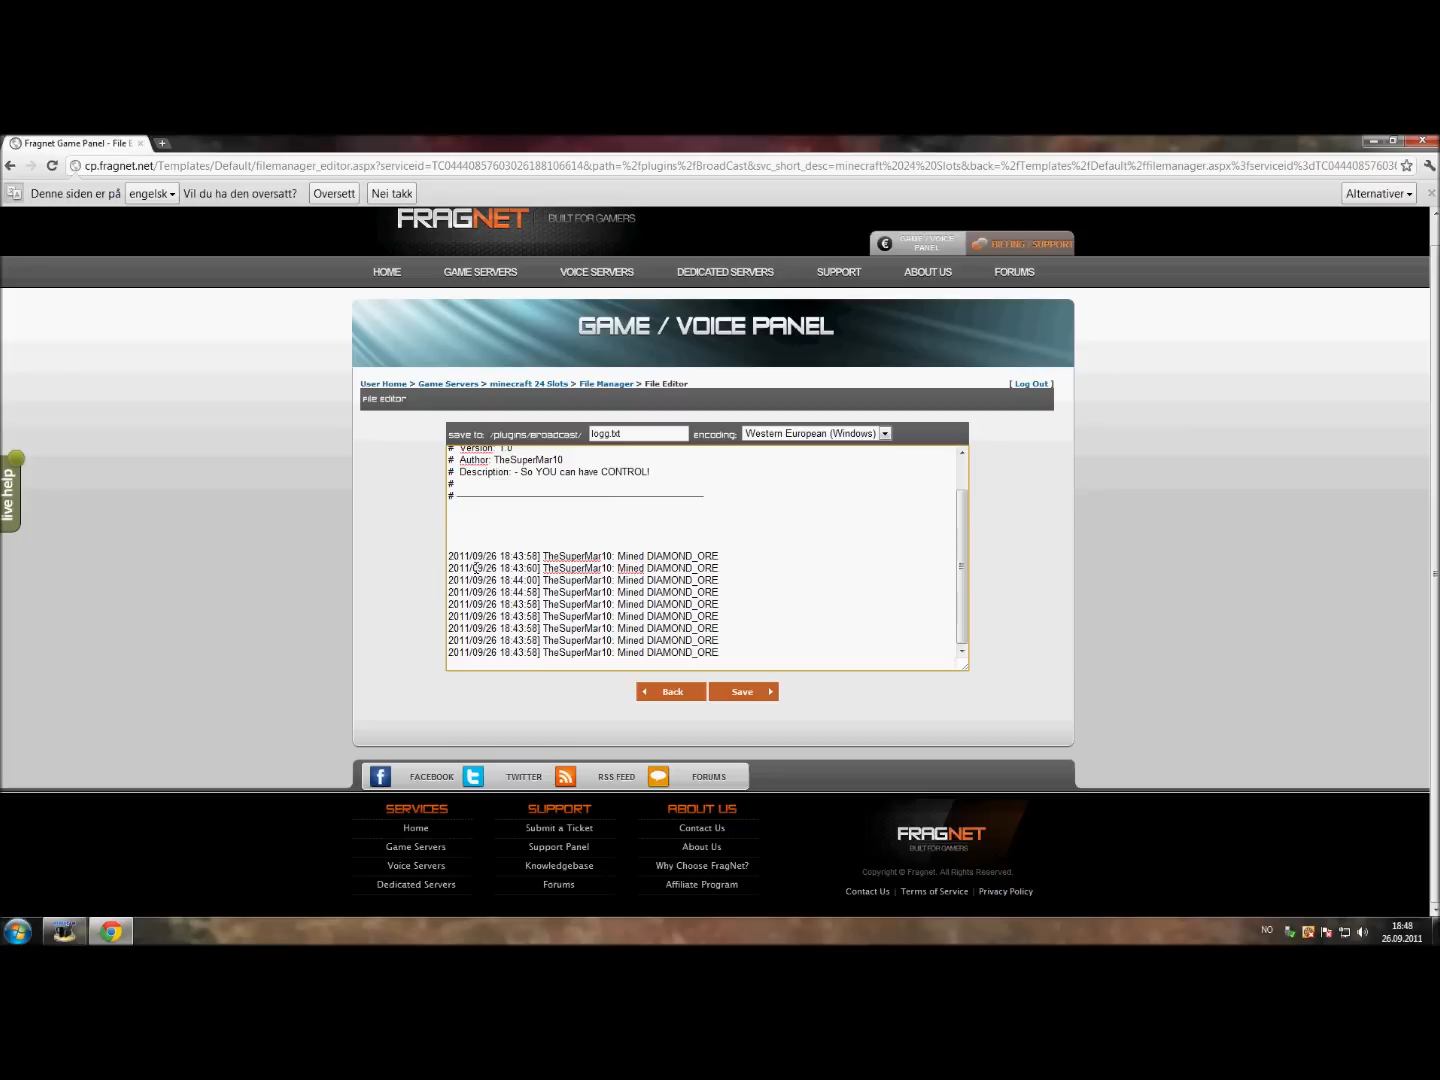 Fragnet Game Panel - File E
cp.fragnet.net/Templates/Default/filemanager_editor.aspx?serviceid=TC04440857603026188106614&path=%2fplugins%2fBroadCast&svc_short_desc=minecraft%2024%20Slots&back=%2fTemplates%2fDefault%2ffilemanager.aspx%3fserviceid%3dTC0444085760302
Denne siden er på engelsk Vil du ha den oversatt? Oversett Nei takk Alternativer
FRAGNET BUILT FOR GAMERS
GAME / VOICE PANEL
BILLING / SUPPORT
HOME GAME SERVERS VOICE SERVERS DEDICATED SERVERS SUPPORT ABOUT US FORUMS
GAME / VOICE PANEL
User Home > Game Servers > minecraft 24 Slots > File Manager > File Editor [ Log Out ]
File Editor
save to: /plugins/Broadcast/ logg.txt encoding: Western European (Windows)
# Version: 1.0
# Author: TheSuperMar10
# Description: - So YOU can have CONTROL!
#
# ----------------------------------------
2011/09/26 18:43:58] TheSuperMar10: Mined DIAMOND_ORE
2011/09/26 18:43:60] TheSuperMar10: Mined DIAMOND_ORE
2011/09/26 18:44:00] TheSuperMar10: Mined DIAMOND_ORE
2011/09/26 18:44:58] TheSuperMar10: Mined DIAMOND_ORE
2011/09/26 18:43:58] TheSuperMar10: Mined DIAMOND_ORE
2011/09/26 18:43:58] TheSuperMar10: Mined DIAMOND_ORE
2011/09/26 18:43:58] TheSuperMar10: Mined DIAMOND_ORE
2011/09/26 18:43:58] TheSuperMar10: Mined DIAMOND_ORE
2011/09/26 18:43:58] TheSuperMar10: Mined DIAMOND_ORE
live help
Back Save
FACEBOOK TWITTER RSS FEED FORUMS
SERVICES SUPPORT ABOUT US
Home Submit a Ticket Contact Us
FRAGNET
BUILT FOR GAMERS
Game Servers Support Panel About Us
Voice Servers Knowledgebase Why Choose FragNet?
Copyright © Fragnet. All Rights Reserved.
Dedicated Servers Forums Affiliate Program
Contact Us | Terms of Service | Privacy Policy
NO
18:48
26.09.2011